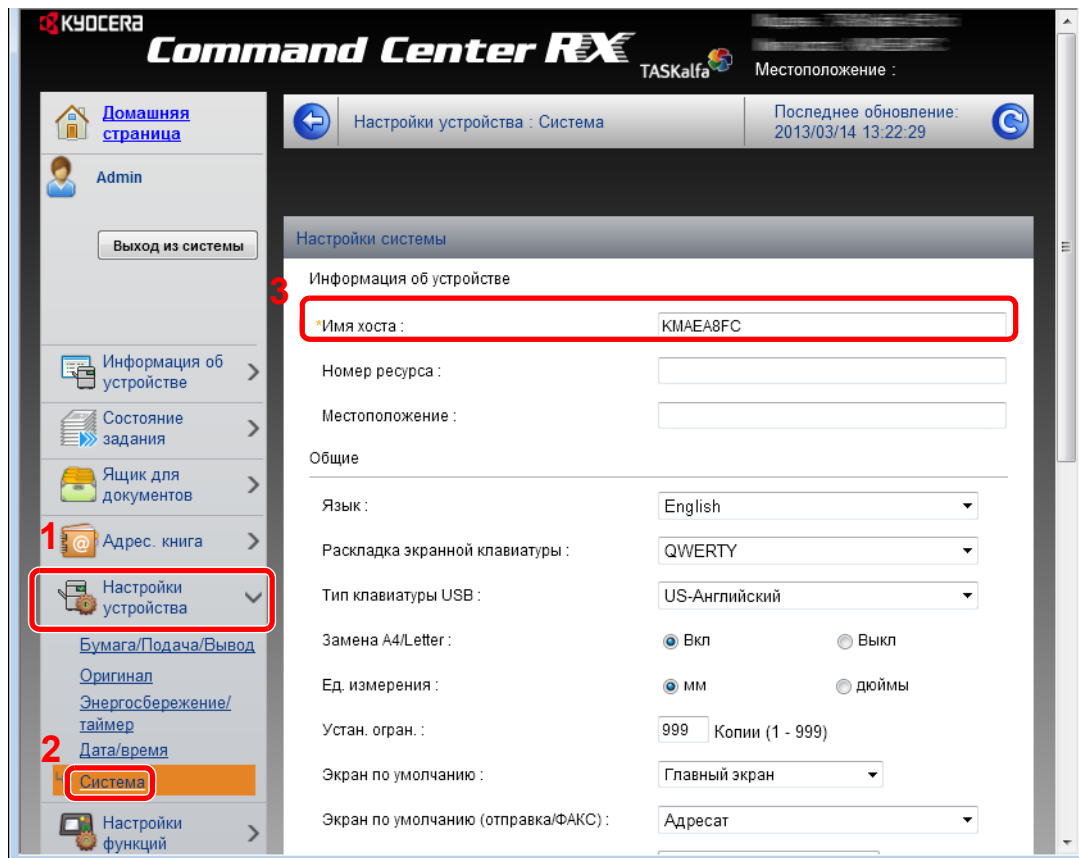 KYOCERA
Command Center RX
TASKalfa
Местоположение :
Домашняя
страница
Настройки устройства : Система
Последнее обновление:
2013/03/14 13:22:29
Admin
Выход из системы
Настройки системы
Информация об устройстве
3
*Имя хоста :
KMAEA8FC
Номер ресурса :
Местоположение :
Общие
Язык :
English
Раскладка экранной клавиатуры :
QWERTY
Тип клавиатуры USB :
US-Английский
Замена A4/Letter :
Вкл
Выкл
Ед. измерения :
мм
дюймы
Устан. огран. :
999 Копии (1 - 999)
Экран по умолчанию :
Главный экран
Экран по умолчанию (отправка/ФАКС) :
Адресат
Информация об
устройстве
Состояние
задания
Ящик для
документов
1
Адрес. книга
Настройки
устройства
Бумага/Подача/Вывод
Оригинал
Энергосбережение/
таймер
Дата/время
2
Система
Настройки
функций